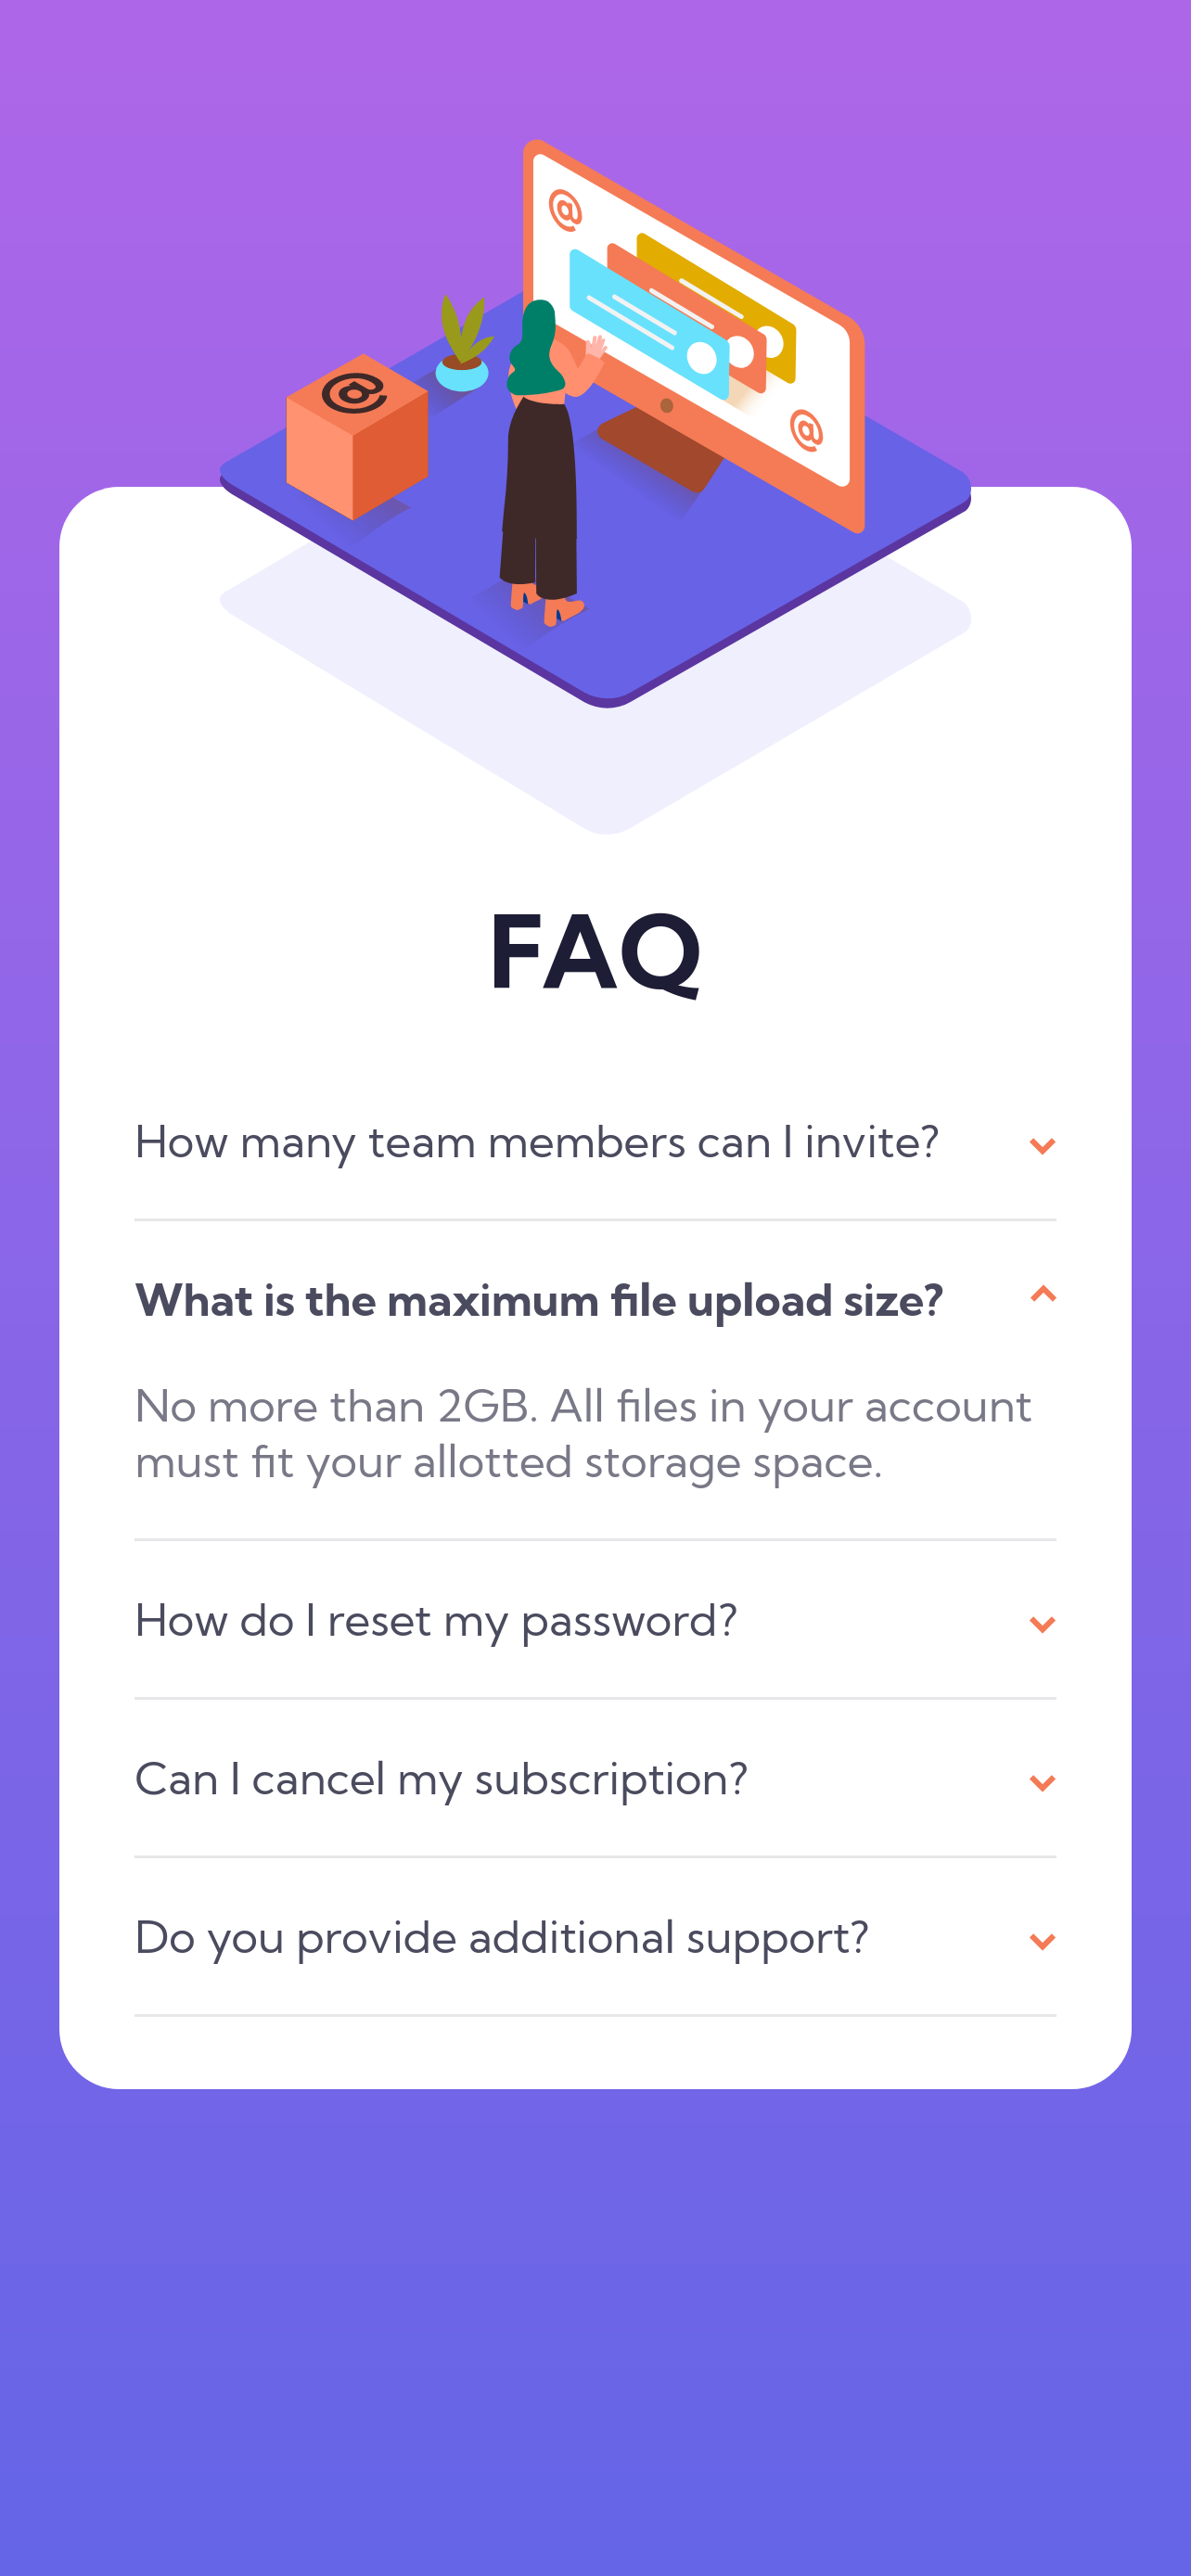 @
@
@
FAQ
How many team members can I invite?
What is the maximum file upload size?
No more than 2GB. All files in your account
must fit your allotted storage space.
How do I reset my password?
Can I cancel my subscription?
Do you provide additional support?